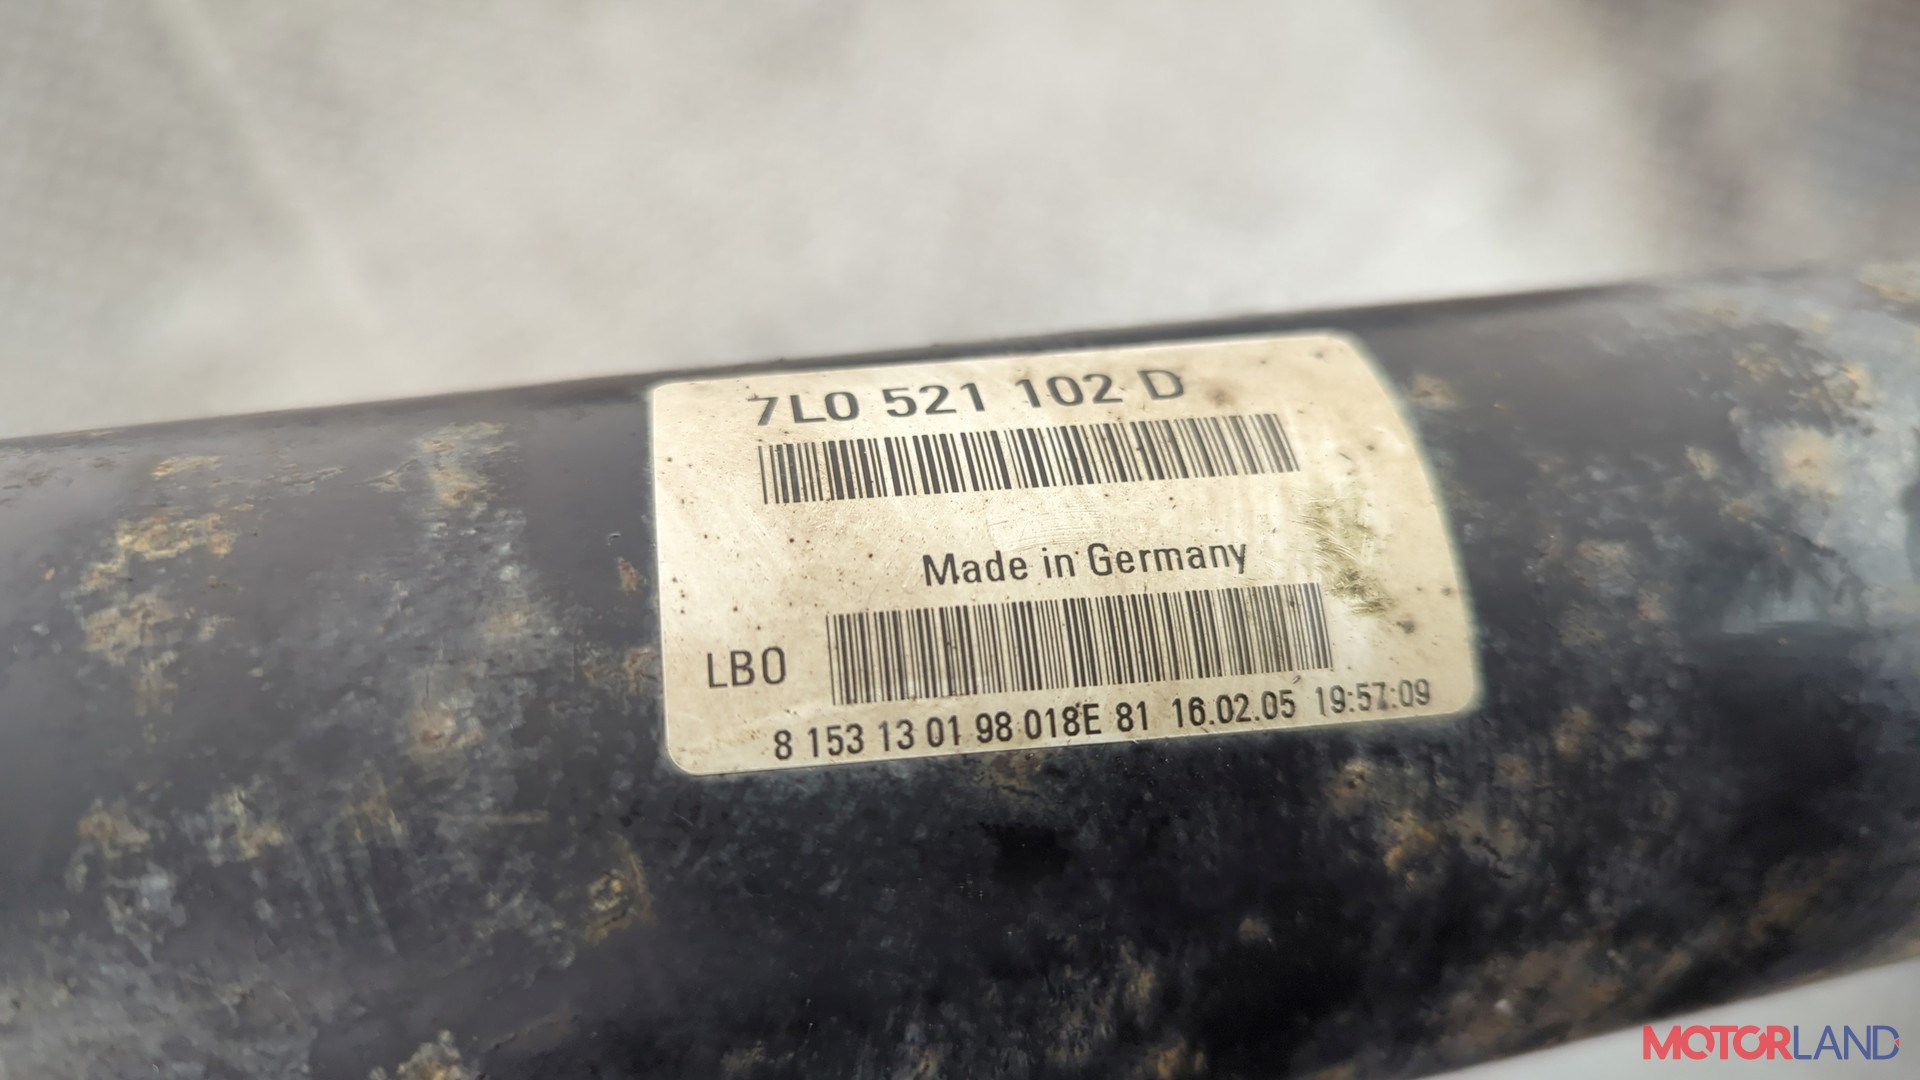 7L0 521 102 D
Made in Germany
LB0
8 153 13 01 98 018E 81 16.02.05 19:57:09
MOTORLAND